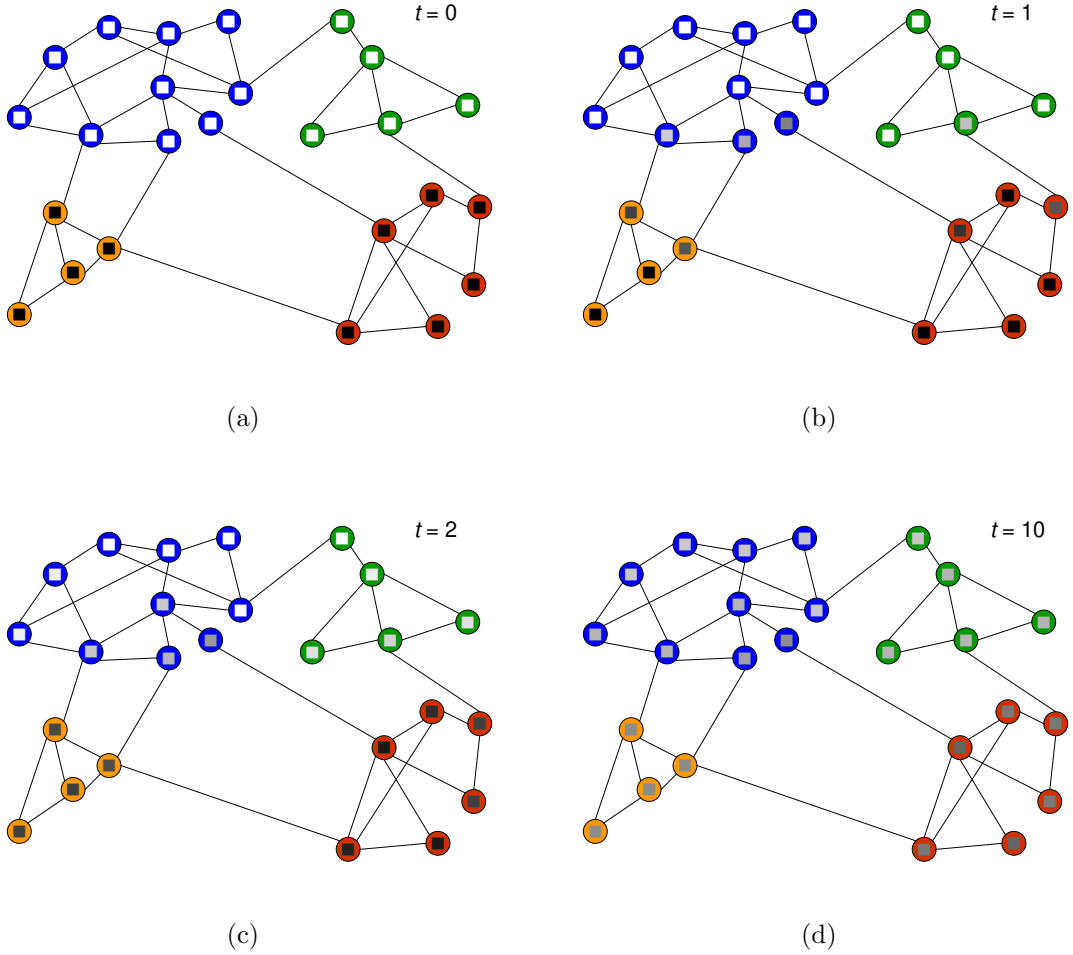 t = 0
t = 1
(a)
(b)
t = 2
t = 10
(c)
(d)